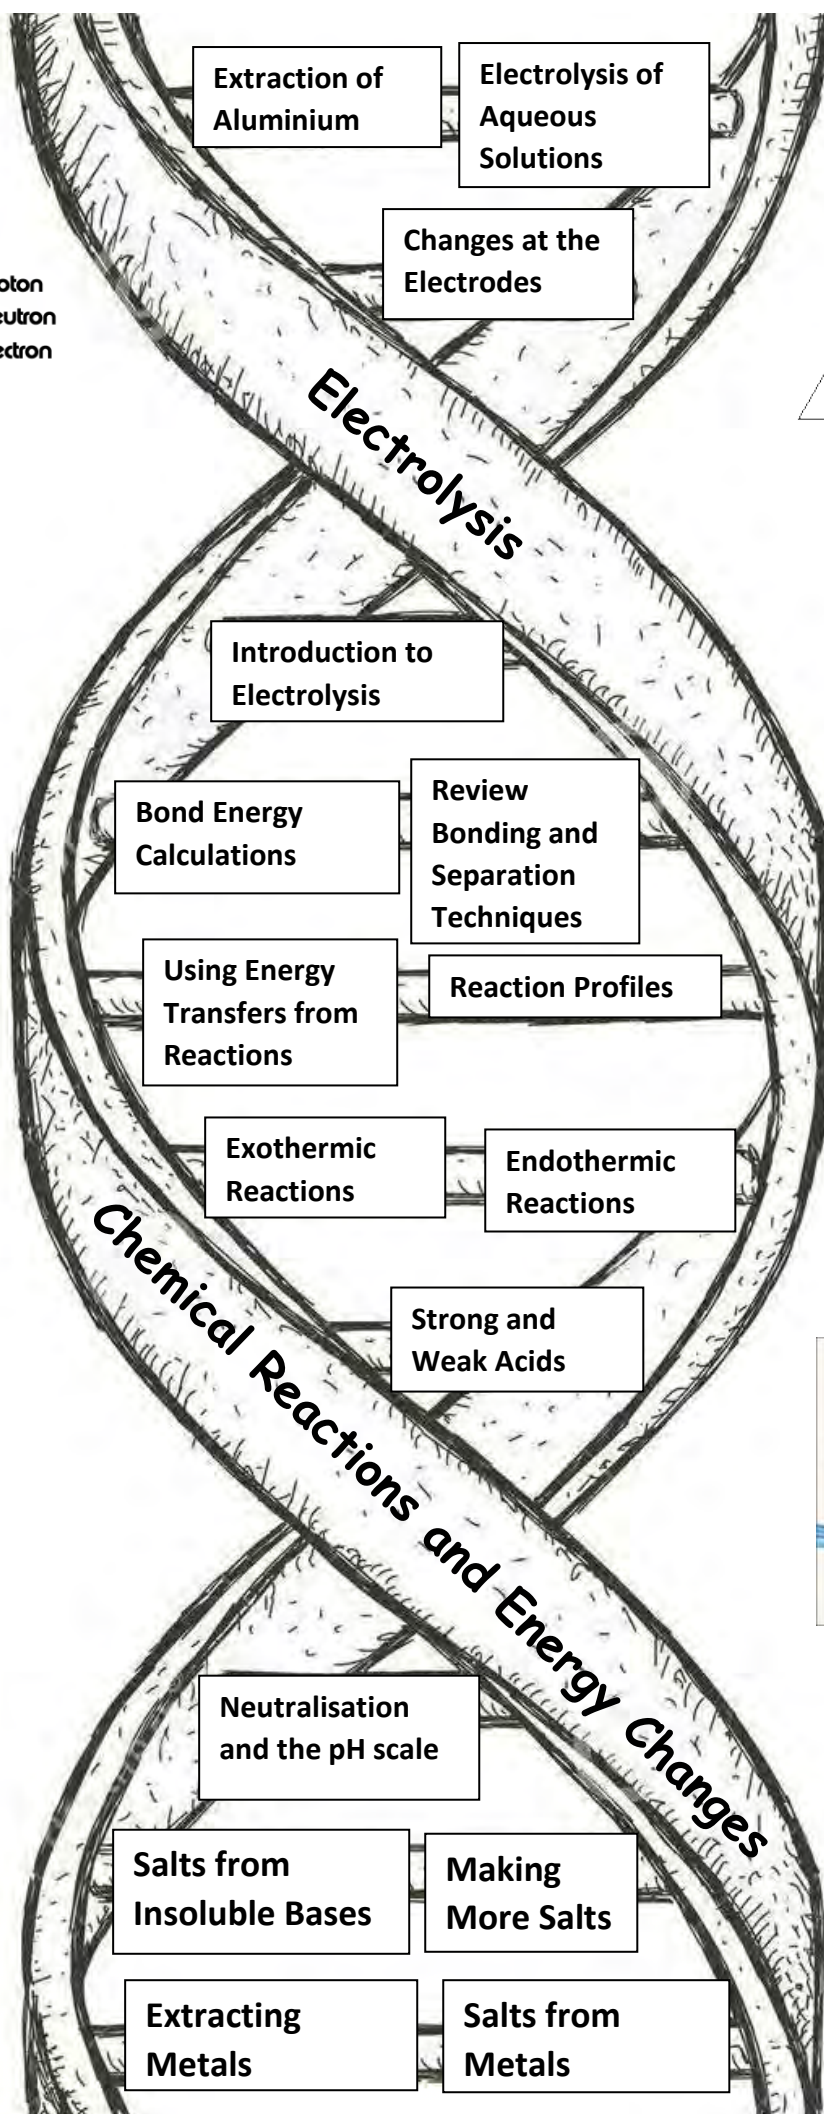 Extraction of
Aluminium
Electrolysis of
Aqueous
Solutions
Changes at the
Electrodes
oton
eutron
ectron
Electrolysis
Introduction to
Electrolysis
Bond Energy
Calculations
Review
Bonding and
Separation
Techniques
Using Energy
Transfers from
Reactions
Reaction Profiles
Exothermic
Reactions
Endothermic
Reactions
Strong and
Weak Acids
Chemical Reactions and Energy Changes
Neutralisation
and the pH scale
Salts from
Insoluble Bases
Making
More Salts
Extracting
Metals
Salts from
Metals